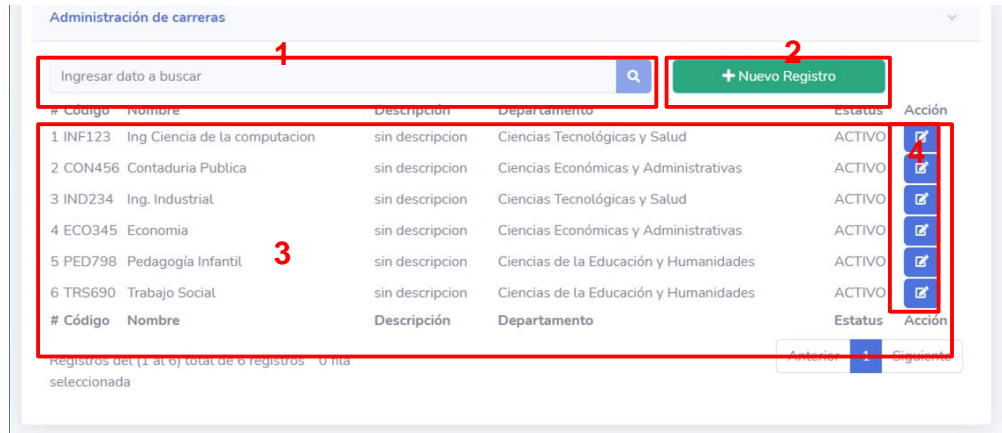 Administración de carreras
1
2
Ingresar dato a buscar
Nuevo Registro
# Código Nombre Descripción Departamento Estatus Acción
1 INF123 Ing Ciencia de la computacion sin descripcion Ciencias Tecnológicas y Salud ACTIVO
4
2 CON456 Contaduria Publica sin descripcion Ciencias Económicas y Administrativas ACTIVO
3 IND234 Ing. Industrial sin descripcion Ciencias Tecnológicas y Salud ACTIVO
4 ECO345 Economia sin descripcion Ciencias Económicas y Administrativas ACTIVO
3
5 PED798 Pedagogía Infantil sin descripcion Ciencias de la Educación y Humanidades ACTIVO
6 TRS690 Trabajo Social sin descripcion Ciencias de la Educación y Humanidades ACTIVO
# Código Nombre Descripción Departamento Estatus Acción
Registros del (1 al 6) total de 6 registros 0 fila
seleccionada
Anterior 1 Siguiente